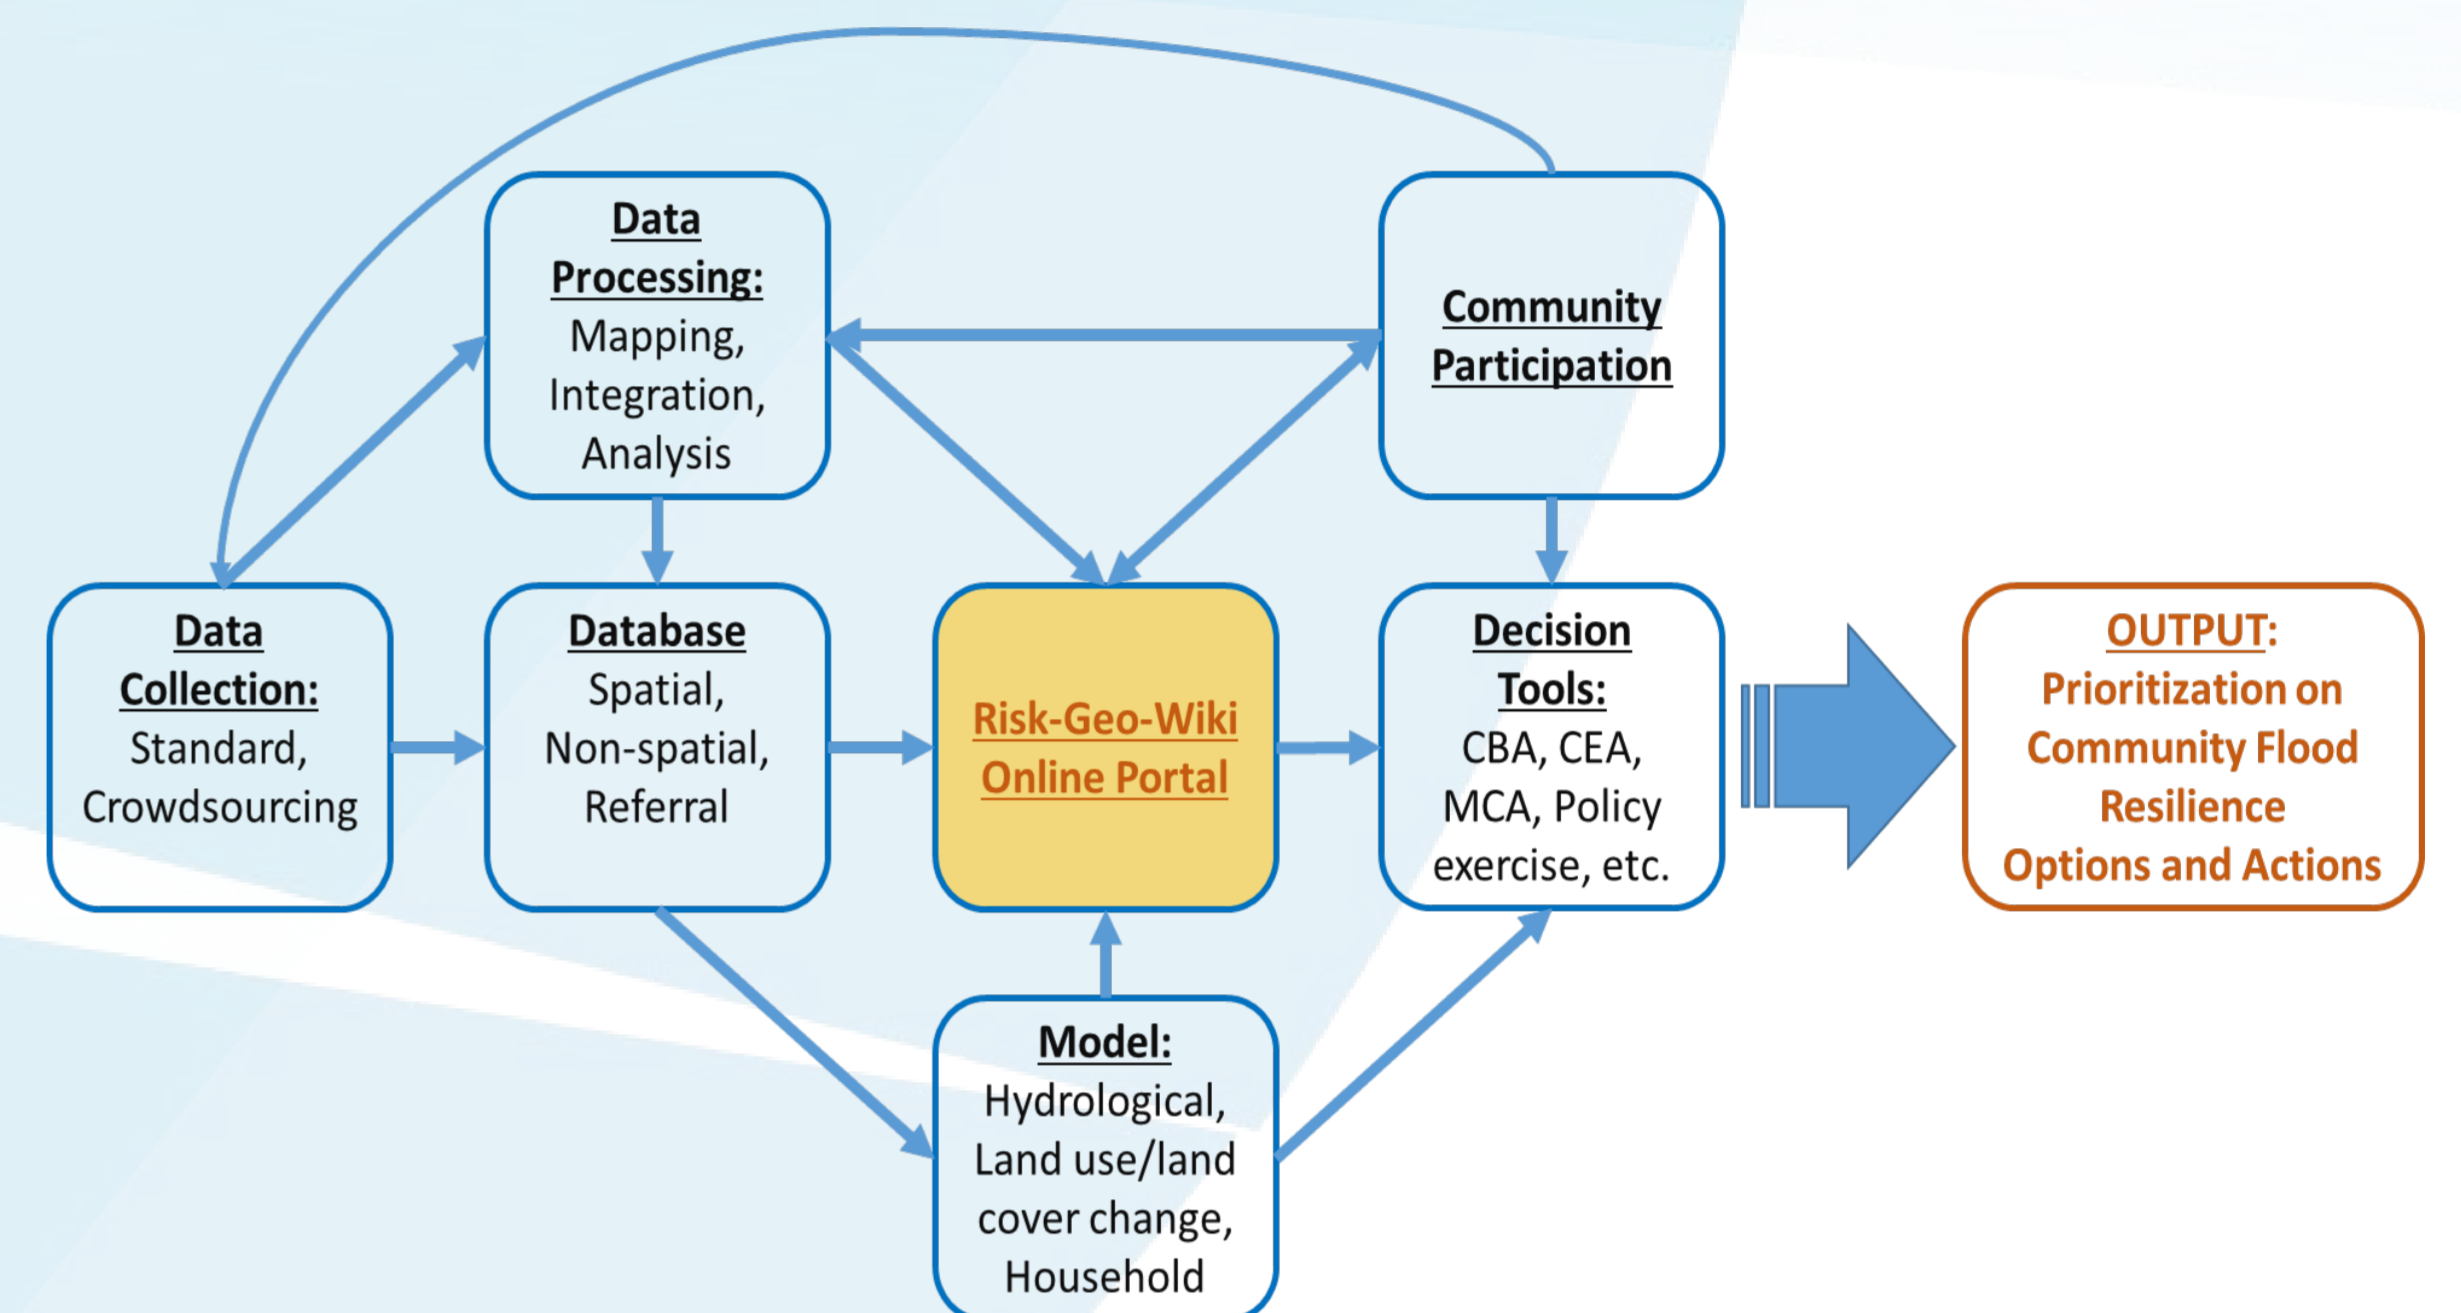 Data
Processing:
Mapping,
Integration,
Analysis
Community
Participation
Data
Collection:
Standard,
Crowdsourcing
Database
Spatial,
Non-spatial,
Referral
Risk-Geo-Wiki
Online Portal
Decision
Tools:
CBA, CEA,
MCA, Policy
exercise, etc.
OUTPUT:
Prioritization on
Community Flood
Resilience
Options and Actions
Model:
Hydrological,
Land use/land
cover change,
Household